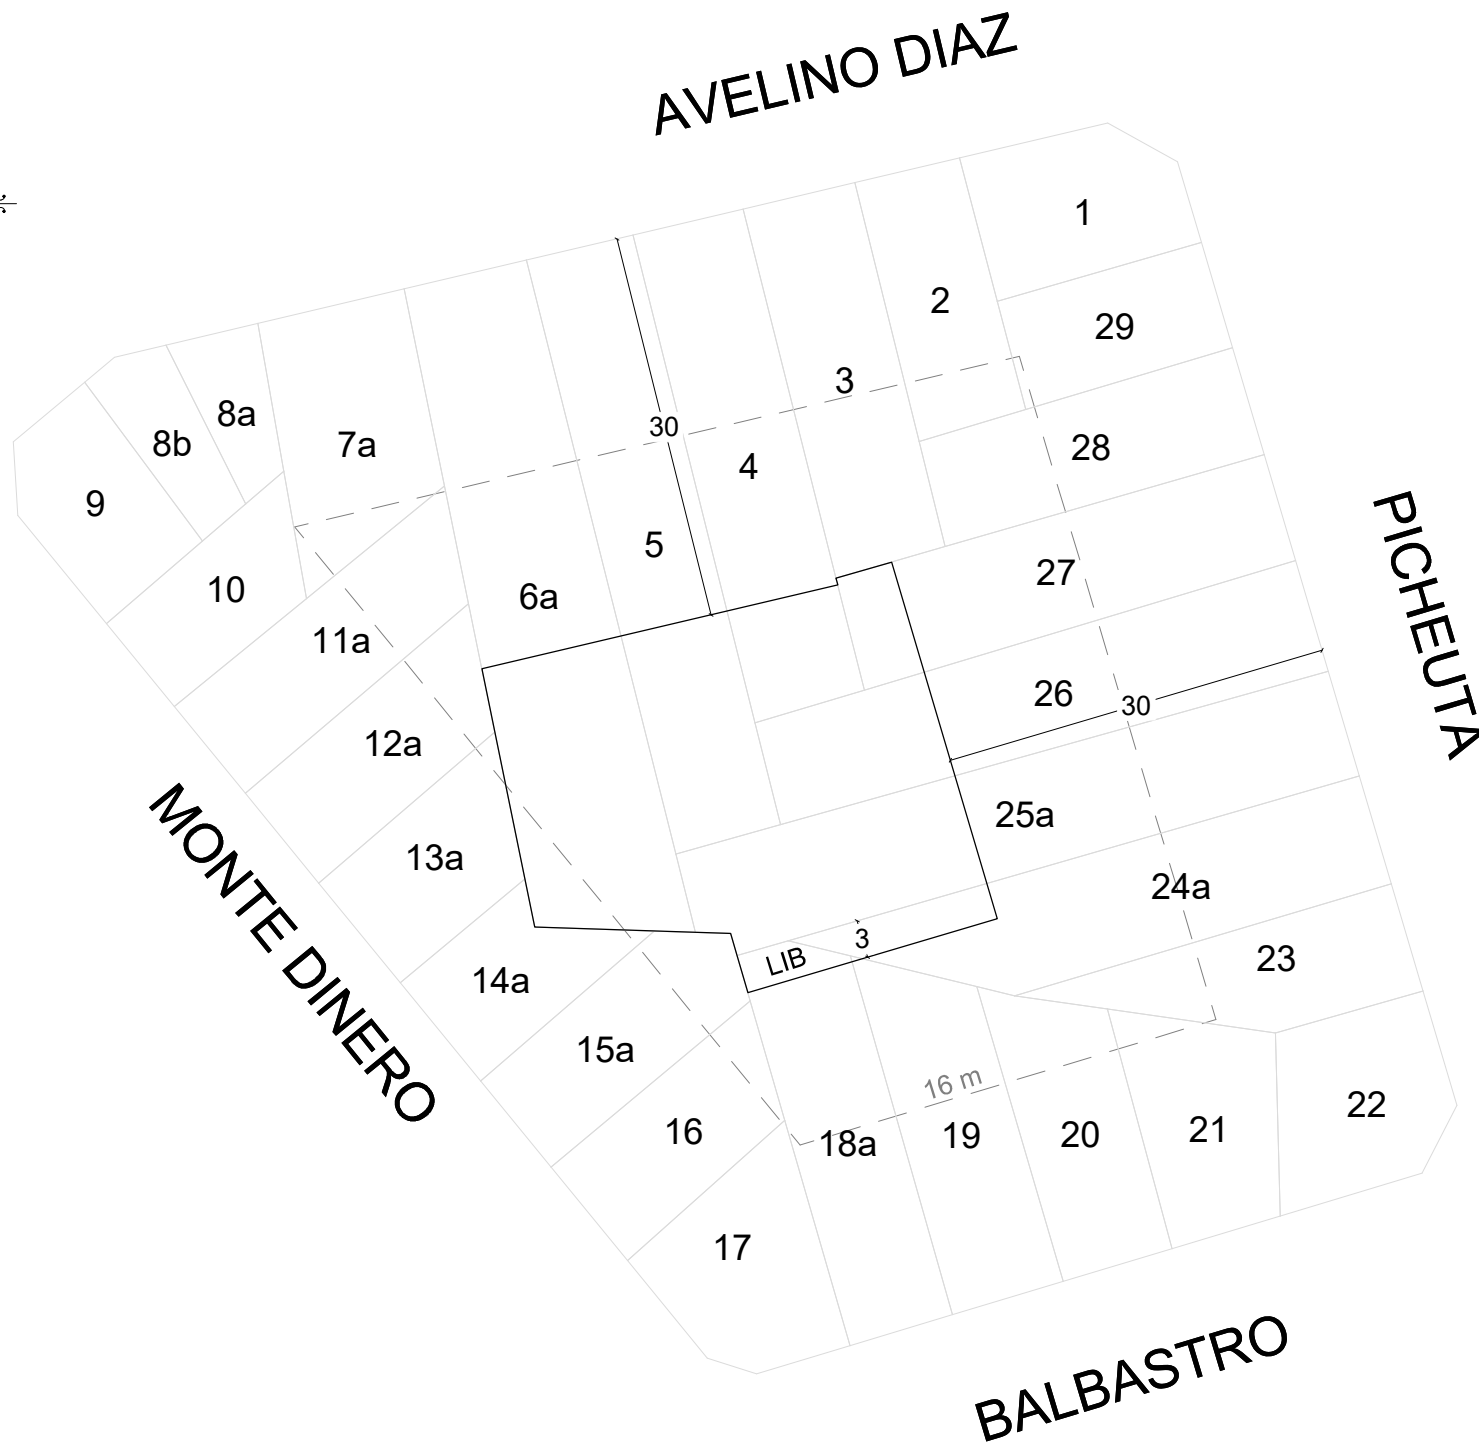 AVELINO DIAZ
1
2
29
3
8a
8b
7a
30
28
4
9
5
PICHEUTA
27
10
6a
11a
26
30
12a
25a
MONTE DINERO
13a
24a
3
LIB
23
14a
15a
16 m
22
16
18a
19
20
21
17
BALBASTRO